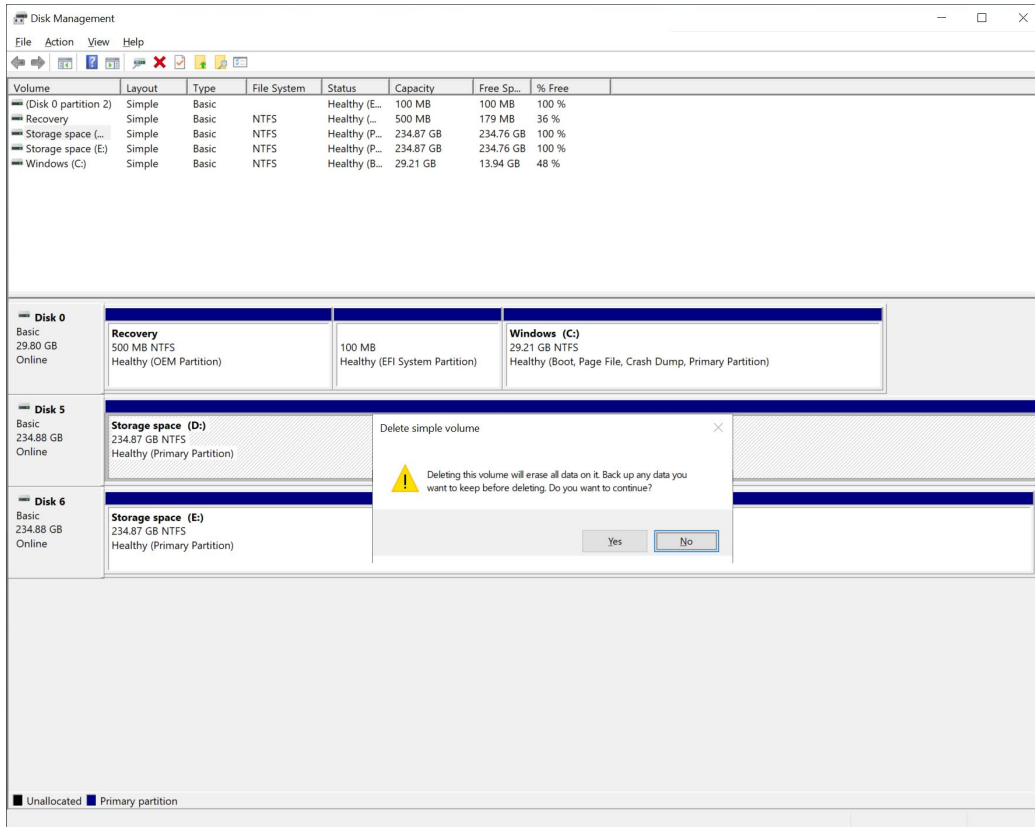 Disk Management
File Action View Help
Volume Layout Type File System Status Capacity Free Sp... % Free
(Disk 0 partition 2) Simple Basic Healthy (E... 100 MB 100 MB 100 %
Recovery Simple Basic NTFS Healthy (... 500 MB 179 MB 36 %
Storage space (... Simple Basic NTFS Healthy (P... 234.87 GB 234.76 GB 100 %
Storage space (E:) Simple Basic NTFS Healthy (P... 234.87 GB 234.76 GB 100 %
Windows (C:) Simple Basic NTFS Healthy (B... 29.21 GB 13.94 GB 48 %
Disk 0
Basic
29.80 GB
Online
Recovery
500 MB NTFS
Healthy (OEM Partition)
100 MB
Healthy (EFI System Partition)
Windows (C:)
29.21 GB NTFS
Healthy (Boot, Page File, Crash Dump, Primary Partition)
Disk 5
Basic
234.88 GB
Online
Storage space (D:)
234.87 GB NTFS
Healthy (Primary Partition)
Delete simple volume
Deleting this volume will erase all data on it. Back up any data you
want to keep before deleting. Do you want to continue?
Yes No
Disk 6
Basic
234.88 GB
Online
Storage space (E:)
234.87 GB NTFS
Healthy (Primary Partition)
Unallocated Primary partition